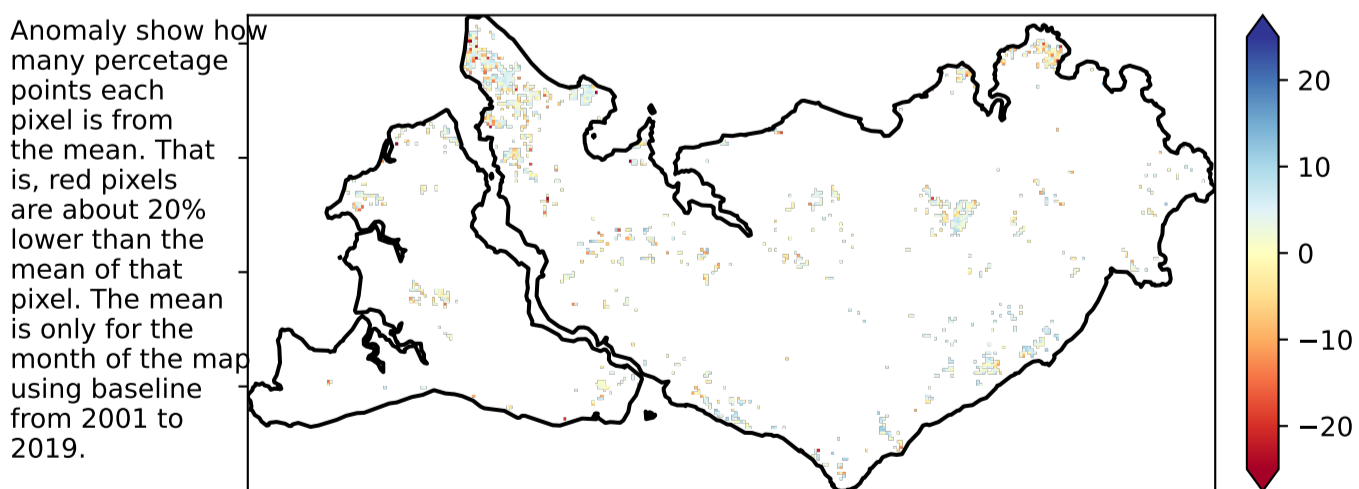 Anomaly show how
many percetage
points each
pixel is from
the mean. That
is, red pixels
are about 20%
lower than the
mean of that
pixel. The mean
is only for the
month of the map
using baseline
from 2001 to
2019.
20
10
0
−10
−20